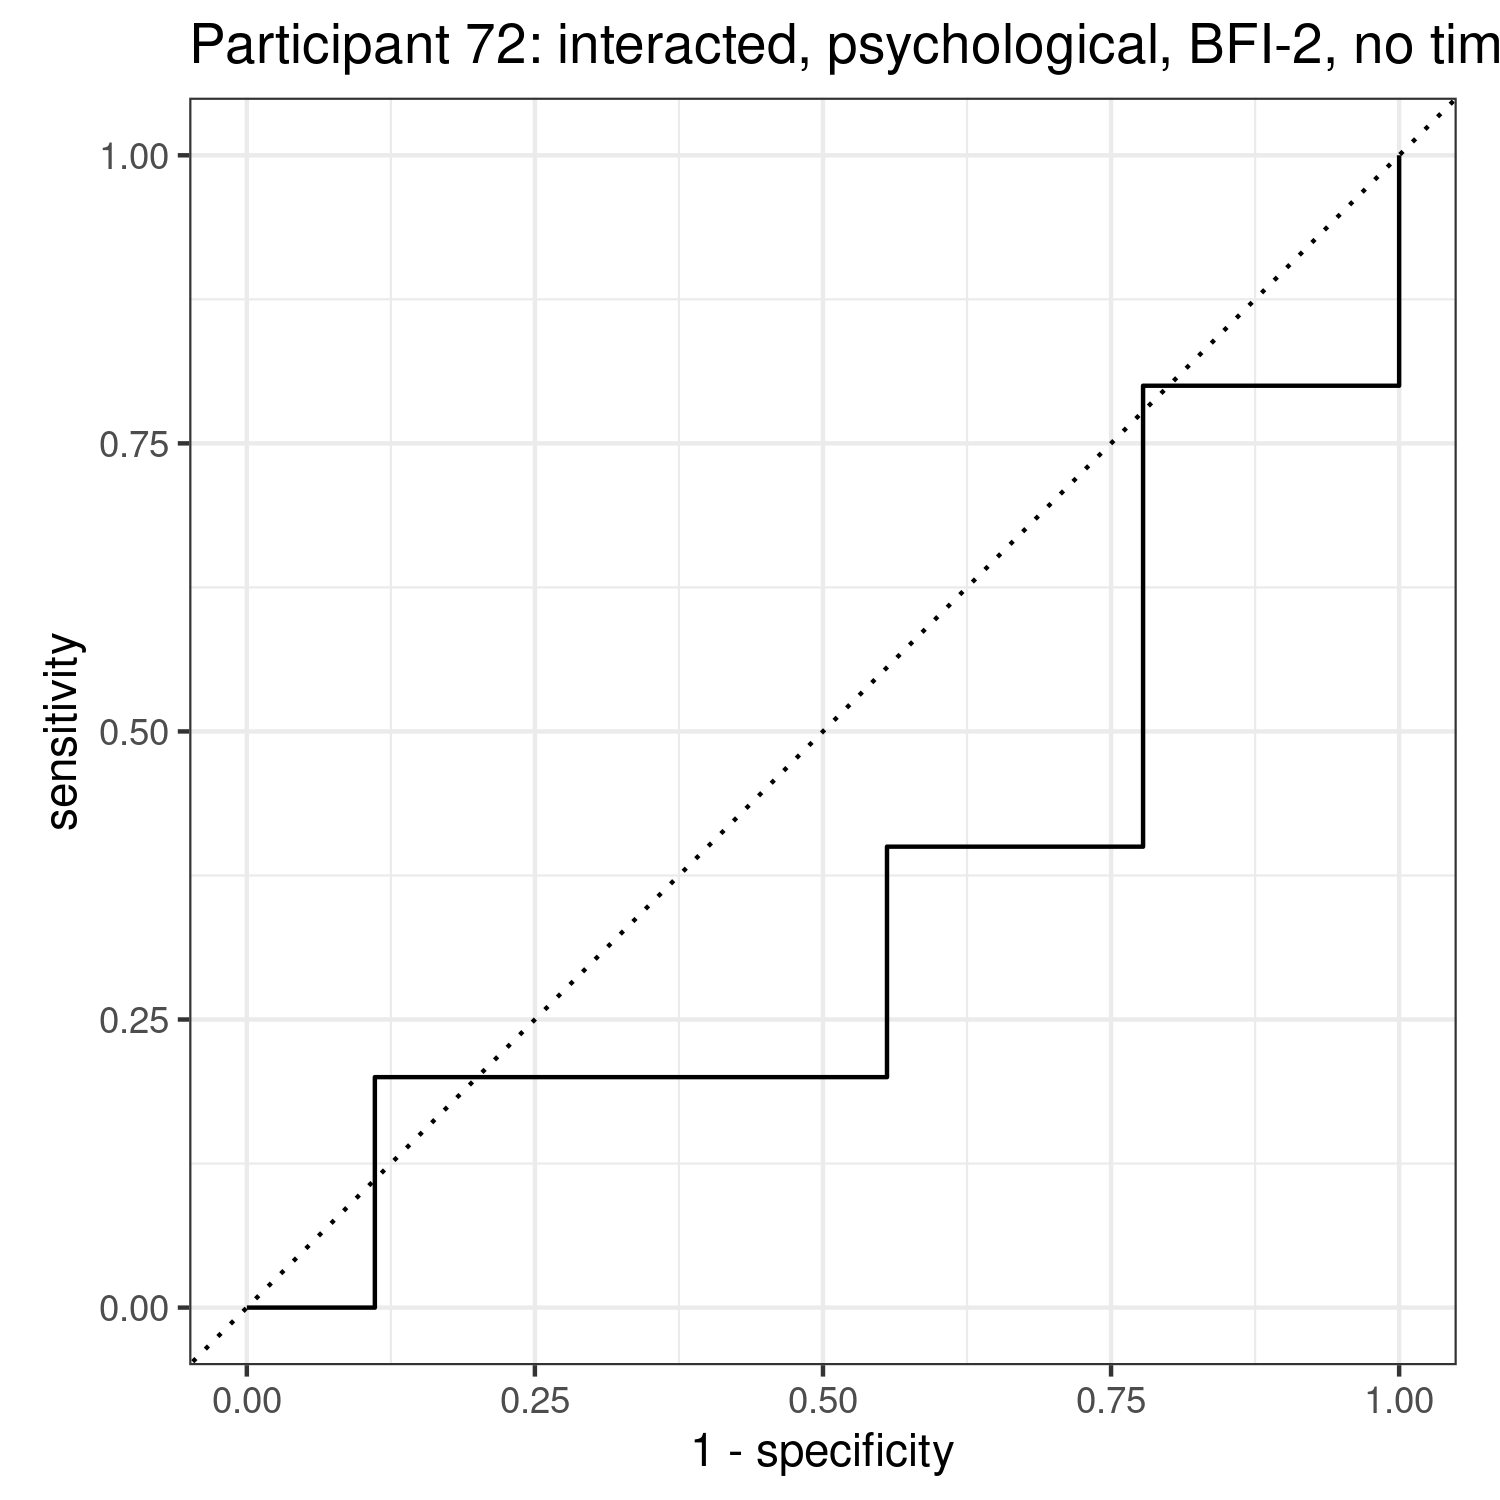 Participant 72: interacted, psychological, BFI-2, no tim
1.00
0.75
0.50
0.25
0.00
sensitivity
0.00 0.25 0.50 0.75 1.00
1 - specificity